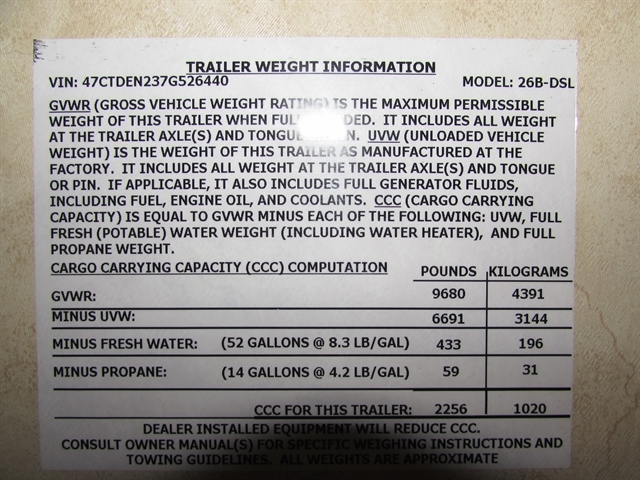 TRAILER WEIGHT INFORMATION
VIN: 47CTDEN237G526440 MODEL: 26B-DSL
GVWR (GROSS VEHICLE WEIGHT RATING) IS THE MAXIMUM PERMISSIBLE
WEIGHT OF THIS TRAILER WHEN FULLY LOADED. IT INCLUDES ALL WEIGHT
AT THE TRAILER AXLE(S) AND TONGUE OR PIN. UVW (UNLOADED VEHICLE
WEIGHT) IS THE WEIGHT OF THIS TRAILER AS MANUFACTURED AT THE
FACTORY. IT INCLUDES ALL WEIGHT AT THE TRAILER AXLE(S) AND TONGUE
OR PIN. IF APPLICABLE, IT ALSO INCLUDES FULL GENERATOR FLUIDS,
INCLUDING FUEL, ENGINE OIL, AND COOLANTS. CCC (CARGO CARRYING
CAPACITY) IS EQUAL TO GVWR MINUS EACH OF THE FOLLOWING: UVW, FULL
FRESH (POTABLE) WATER WEIGHT (INCLUDING WATER HEATER), AND FULL
PROPANE WEIGHT.
CARGO CARRYING CAPACITY (CCC) COMPUTATION POUNDS KILOGRAMS
GVWR: 9680 4391
MINUS UVW: 6691 3144
MINUS FRESH WATER: (52 GALLONS @ 8.3 LB/GAL) 433 196
MINUS PROPANE: (14 GALLONS @ 4.2 LB/GAL) 59 31
CCC FOR THIS TRAILER: 2256 1020
DEALER INSTALLED EQUIPMENT WILL REDUCE CCC.
CONSULT OWNER MANUAL(S) FOR SPECIFIC WEIGHING INSTRUCTIONS AND
TOWING GUIDELINES. ALL WEIGHTS ARE APPROXIMATE